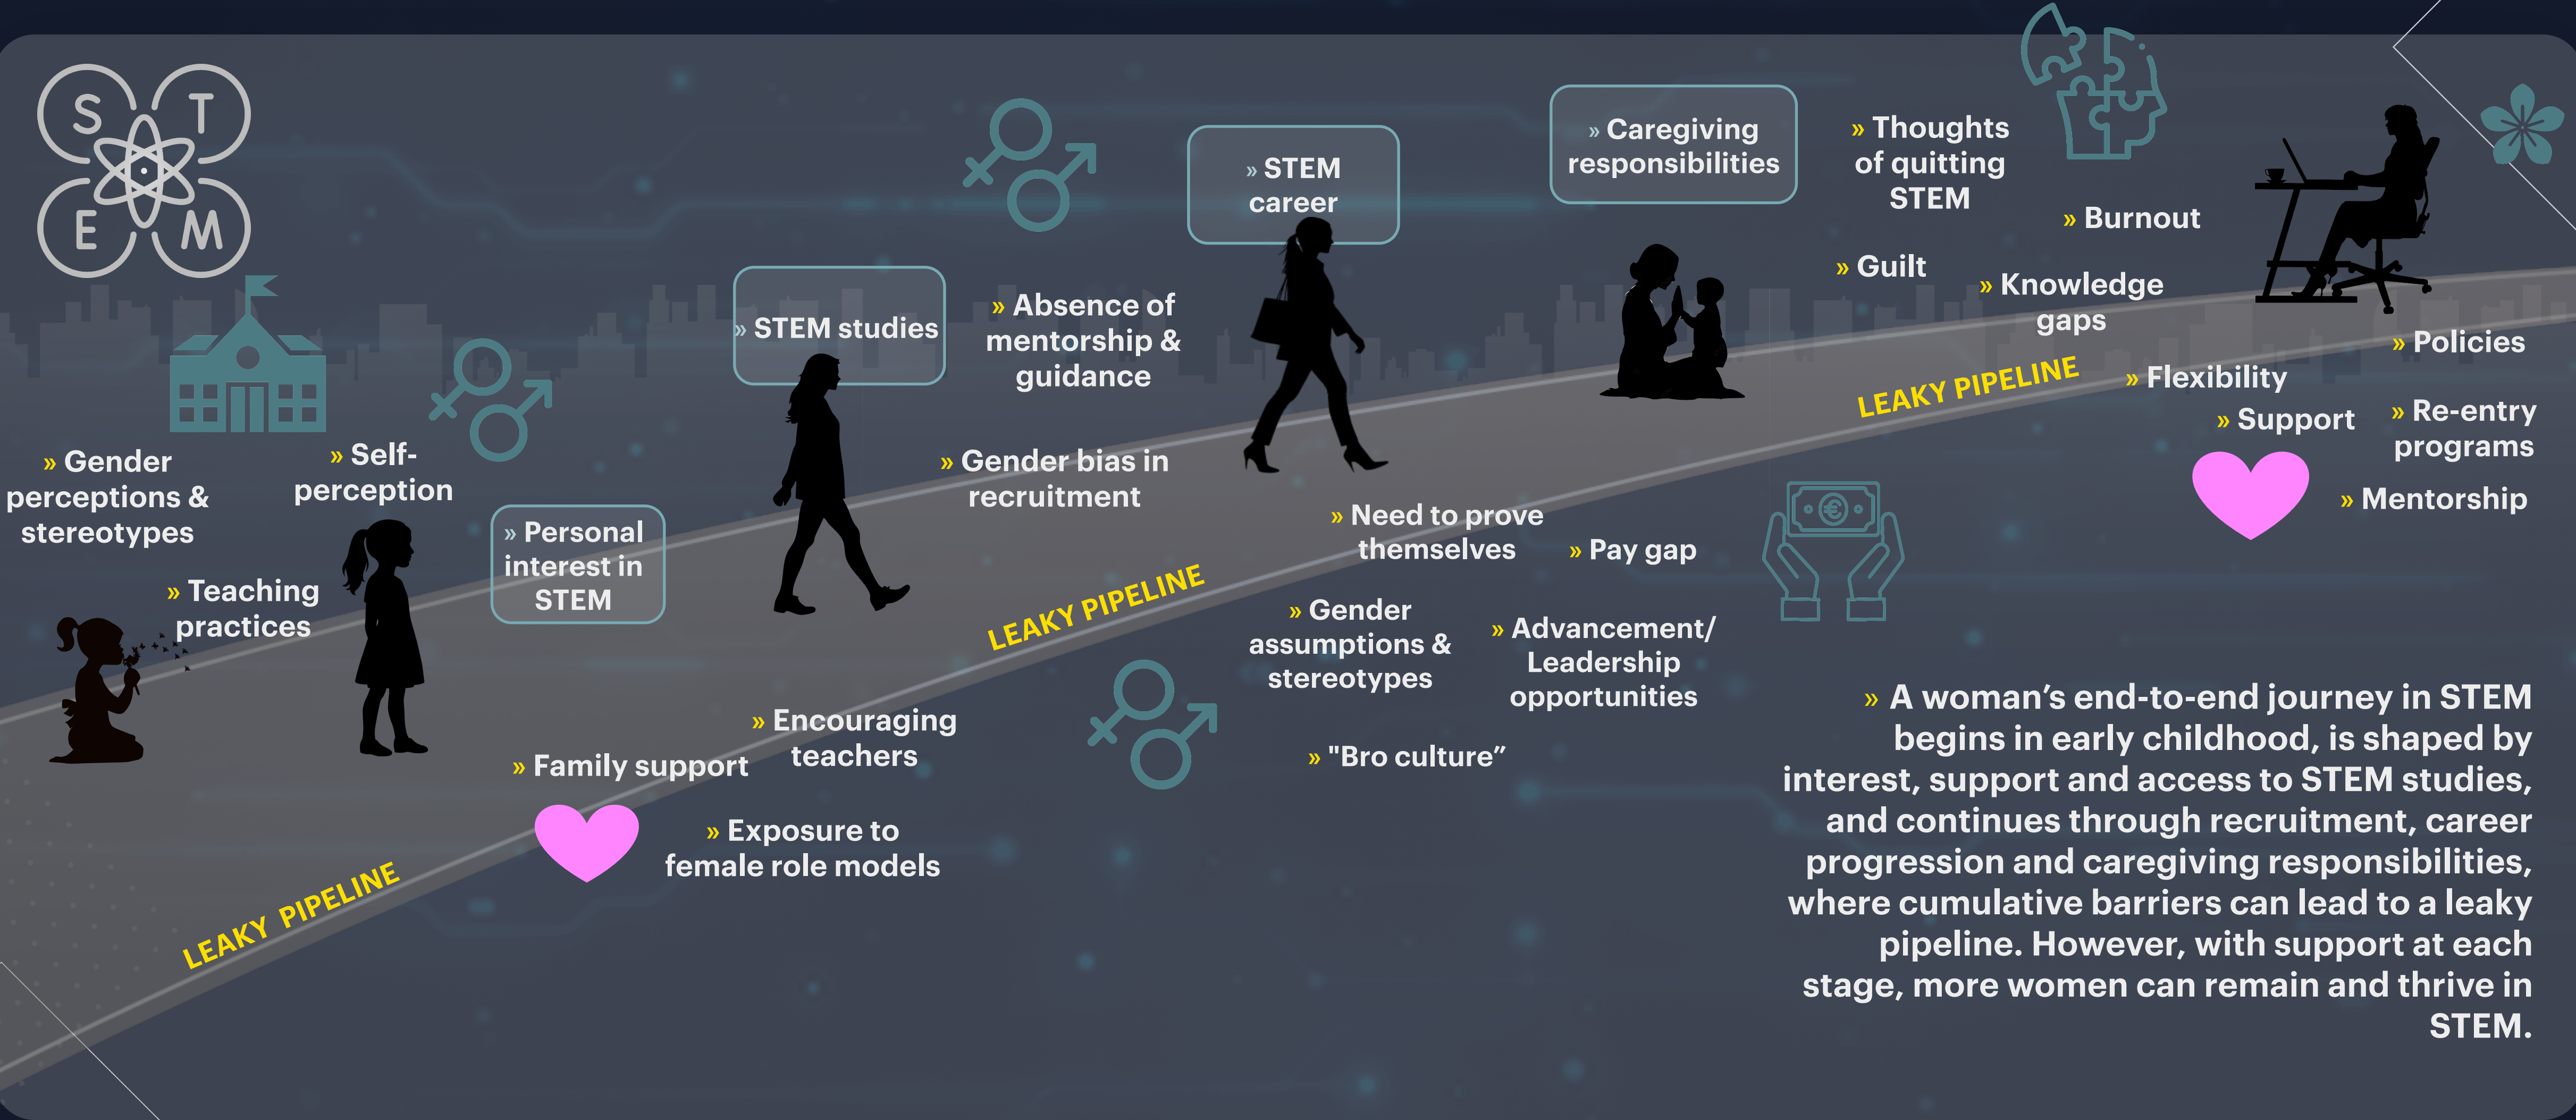 S T
E M
» Gender
perceptions &
stereotypes
» Self-
perception
» Teaching
practices
» Personal
interest in
STEM
» Family support
» Encouraging
teachers
» Exposure to
female role models
LEAKY PIPELINE
» STEM studies
» Absence of
mentorship &
guidance
» Gender bias in
recruitment
LEAKY PIPELINE
» STEM
career
» Need to prove
themselves
» Pay gap
» Gender
assumptions &
stereotypes
» Advancement/
Leadership
opportunities
» "Bro culture”
» Caregiving
responsibilities
» Thoughts
of quitting
STEM
» Burnout
» Guilt
» Knowledge
gaps
LEAKY PIPELINE
€
» Policies
» Flexibility
» Support
» Re-entry
programs
» Mentorship
» A woman’s end-to-end journey in STEM
begins in early childhood, is shaped by
interest, support and access to STEM studies,
and continues through recruitment, career
progression and caregiving responsibilities,
where cumulative barriers can lead to a leaky
pipeline. However, with support at each
stage, more women can remain and thrive in
STEM.